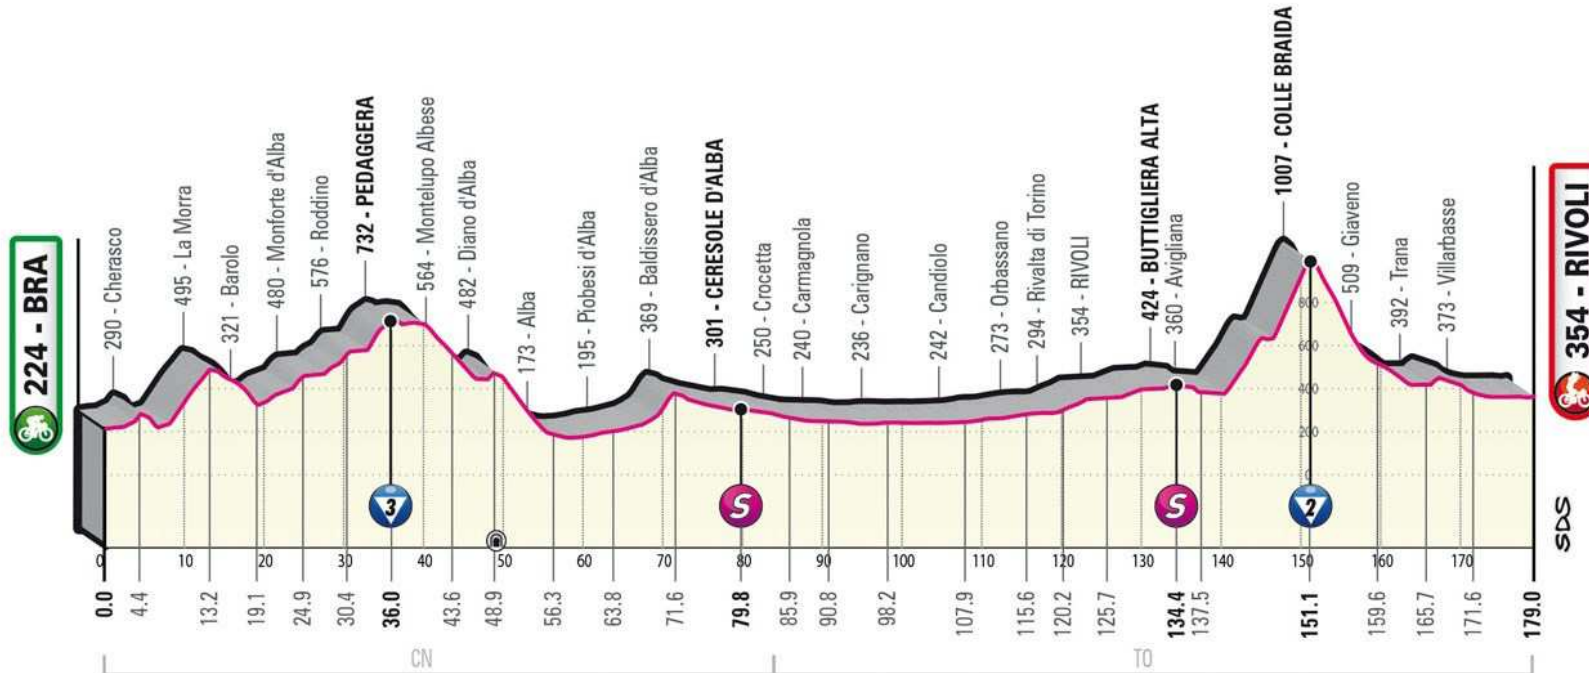 224 - BRA
290 - Cherasco
495 - La Morra
321 - Barolo
480 - Monforte d'Alba
576 - Roddino
732 - PEDAGGERA
564 - Montelupo Albese
482 - Diano d'Alba
173 - Alba
195 - Piobesi d'Alba
369 - Baldissero d'Alba
301 - CERESOLE D'ALBA
250 - Crocetta
240 - Carmagnola
236 - Carignano
242 - Candiolo
273 - Orbassano
294 - Rivalta di Torino
354 - RIVOLI
424 - BUTTIGLIERA ALTA
360 - Avigliana
1007 - COLLE BRAIDA
509 - Giaveno
392 - Trana
373 - Villarbasse
354 - RIVOLI
800
600
400
200
0
3
S
S
2
SDS
0 10 20 30 40 50 60 70 80 90 100 110 120 130 140 150 160 170
0.0 4.4 13.2 19.1 24.9 30.4 36.0 43.6 48.9 56.3 63.8 71.6 79.8 85.9 90.8 98.2 107.9 115.6 120.2 125.7 134.4 137.5 151.1 159.6 165.7 171.6 179.0
CN TO